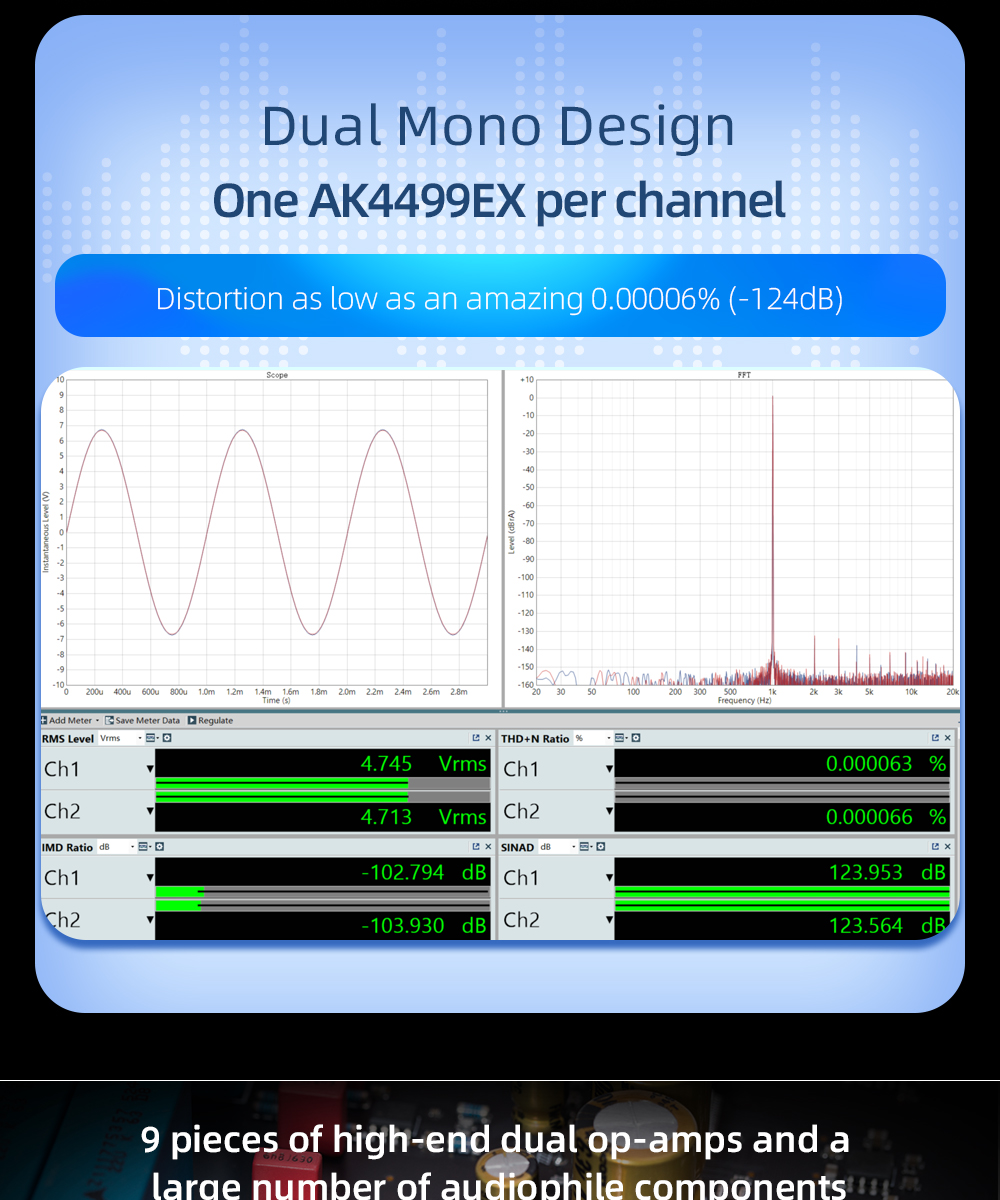 Dual Mono Design
One AK4499EX per channel
Distortion as low as an amazing 0.00006% (-124dB)
Scope
10
9
8
7
6
5
4
3
2
1
0
-1
-2
-3
-4
-5
-6
-7
-8
-9
-10
Instantaneous Level (V)
0 200u 400u 600u 800u 1.0m 1.2m 1.4m 1.6m 1.8m 2.0m 2.2m 2.4m 2.6m 2.8m
Time (s)
FFT
+10
0
-10
-20
-30
-40
-50
-60
-70
-80
-90
-100
-110
-120
-130
-140
-150
-160
Level (dBrA)
20 30 50 100 200 300 500 1k 2k 3k 5k 10k 20k
Frequency (Hz)
Add Meter Save Meter Data Regulate
RMS Level Vrms
Ch1 4.745 Vrms
Ch2 4.713 Vrms
THD+N Ratio %
Ch1 0.000063 %
Ch2 0.000066 %
IMD Ratio dB
Ch1 -102.794 dB
Ch2 -103.930 dB
SINAD dB
Ch1 123.953 dB
Ch2 123.564 dB
9 pieces of high-end dual op-amps and a
large number of audiophile components